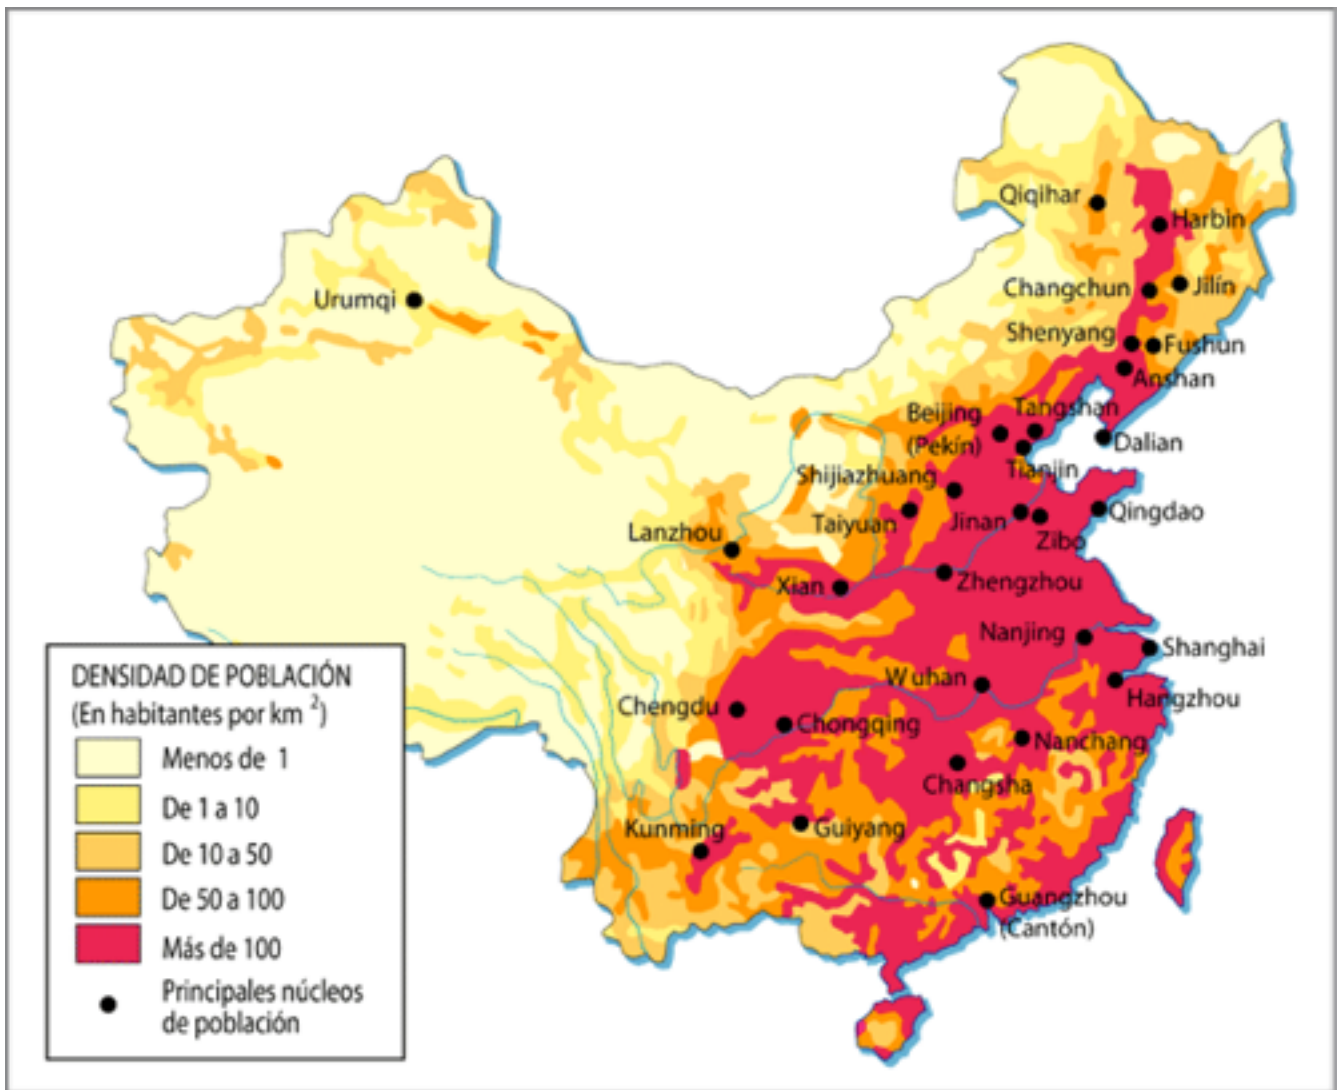 Qiqihar
Harbin
Urumqi
Changchun
Jilín
Shenyang
Fushun
Anshan
Beijing
(Pekín)
Tangshan
Dalian
Tianjin
Shijiazhuang
Taiyuan
Jinan
Qingdao
Zibo
Lanzhou
Xian
Zhengzhou
Nanjing
Shanghai
Wuhan
Hangzhou
Chengdu
Chongqing
Nanchang
Changsha
Kunming
Guiyang
Guangzhou
(Cantón)
DENSIDAD DE POBLACIÓN
(En habitantes por km ²)
Menos de 1
De 1 a 10
De 10 a 50
De 50 a 100
Más de 100
Principales núcleos
de población